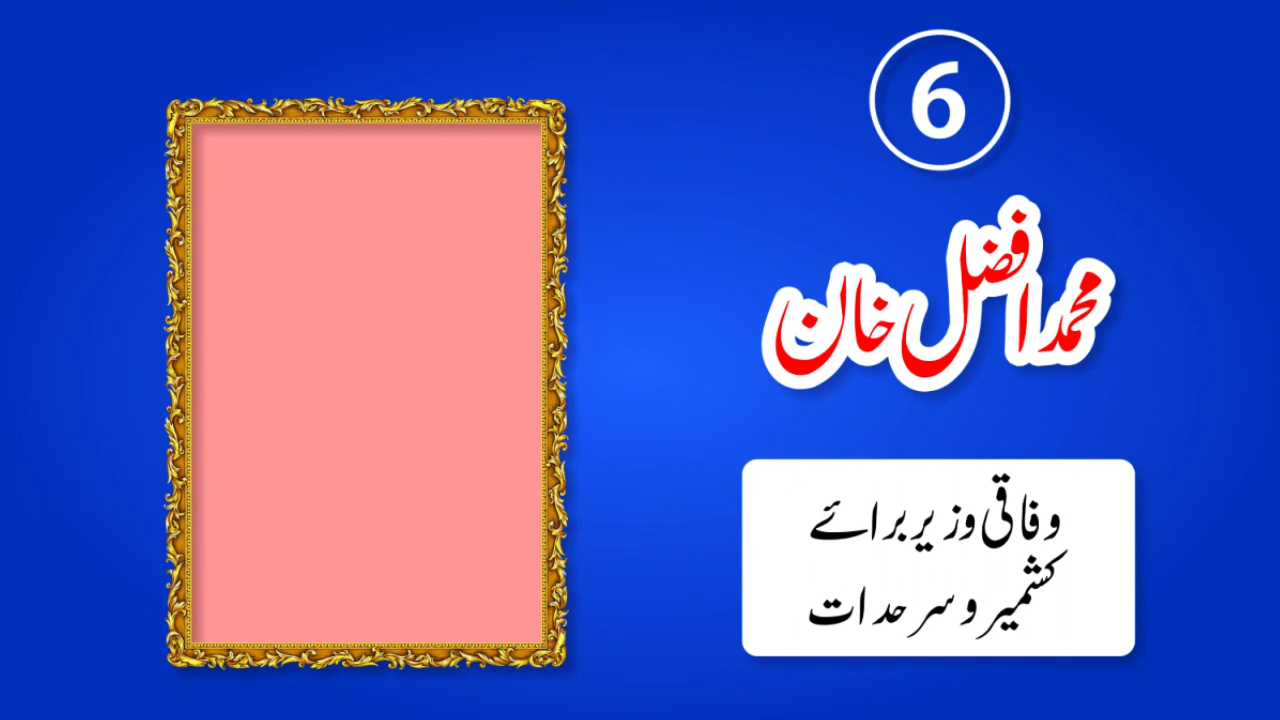 6
محمد افضل خان
وفاقی وزیر برائے
کشمیر و سرحدات